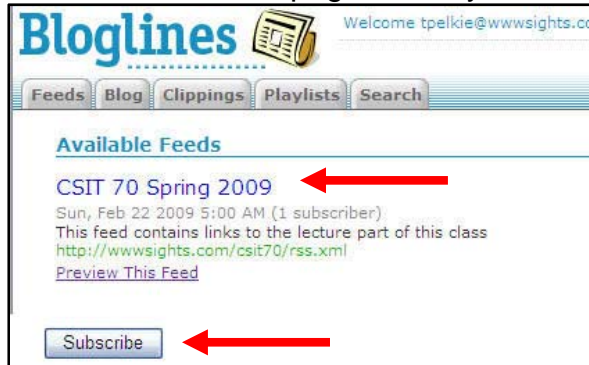 Bloglines
Welcome tpelkie@wwwsights.co
Feeds Blog Clippings Playlists Search
Available Feeds
CSIT 70 Spring 2009
Sun, Feb 22 2009 5:00 AM (1 subscriber)
This feed contains links to the lecture part of this class
http://wwwsights.com/csit70/rss.xml
Preview This Feed
Subscribe